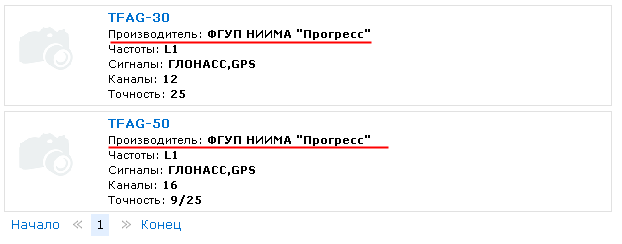 TFAG-30
Производитель: ФГУП НИИМА "Прогресс"
Частоты: L1
Сигналы: ГЛОНАСС,GPS
Каналы: 12
Точность: 25
TFAG-50
Производитель: ФГУП НИИМА "Прогресс"
Частоты: L1
Сигналы: ГЛОНАСС,GPS
Каналы: 16
Точность: 9/25
Начало « 1 » Конец